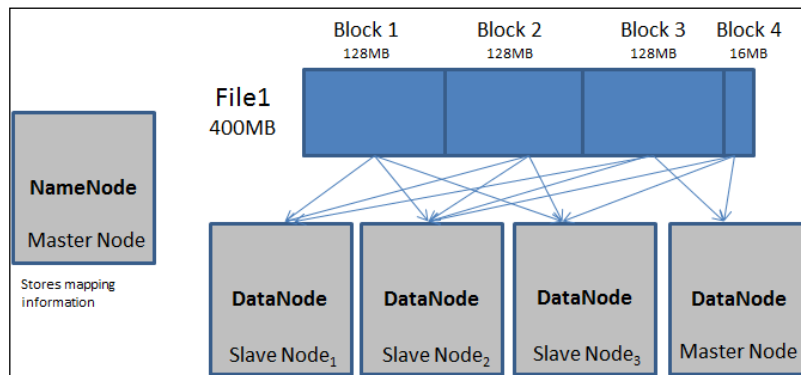 Block 1
128MB
Block 2
128MB
Block 3
128MB
Block 4
16MB
File1
400MB
NameNode
Master Node
Stores mapping
information
DataNode
Slave Node₁
DataNode
Slave Node₂
DataNode
Slave Node₃
DataNode
Master Node